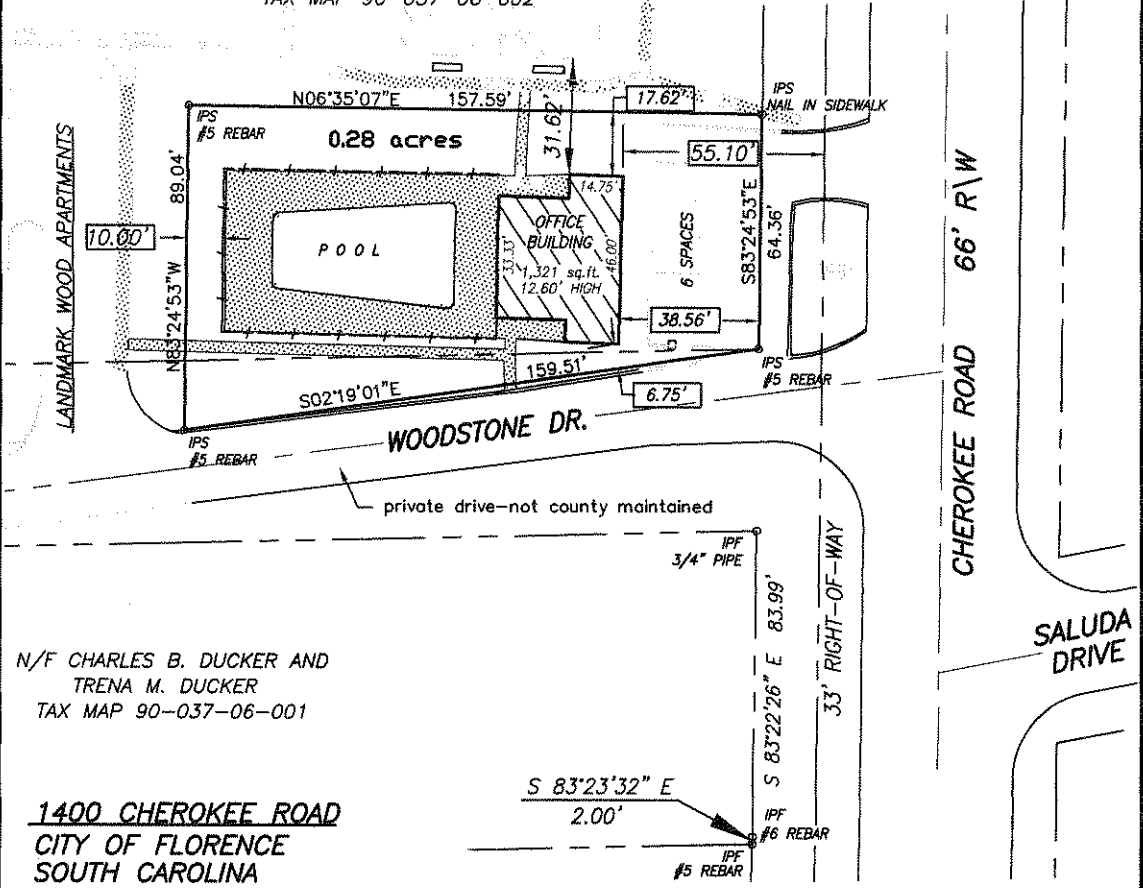 TAX MAP 90-037-06-002
N06°35'07"E 157.59'
17.62'
IPS
NAIL IN SIDEWALK
IPS
#5 REBAR
0.28 acres
31.62'
55.10'
LANDMARK WOOD APARTMENTS
89.04'
N83°24'53"W
10.00'
POOL
14.75'
OFFICE
BUILDING
33.33'
46.00'
1,321 sq.ft.
12.60' HIGH
6 SPACES
S83°24'53"E
64.36'
38.56'
CHEROKEE ROAD 66' R\W
S02°19'01"E 159.51'
6.75'
IPS
#5 REBAR
IPS
#5 REBAR
WOODSTONE DR.
private drive-not county maintained
IPF
3/4" PIPE
S 83°22'26" E 83.99'
33' RIGHT-OF-WAY
SALUDA
DRIVE
N/F CHARLES B. DUCKER AND
TRENA M. DUCKER
TAX MAP 90-037-06-001
S 83°23'32" E
2.00'
IPF
#6 REBAR
IPF
#5 REBAR
1400 CHEROKEE ROAD
CITY OF FLORENCE
SOUTH CAROLINA